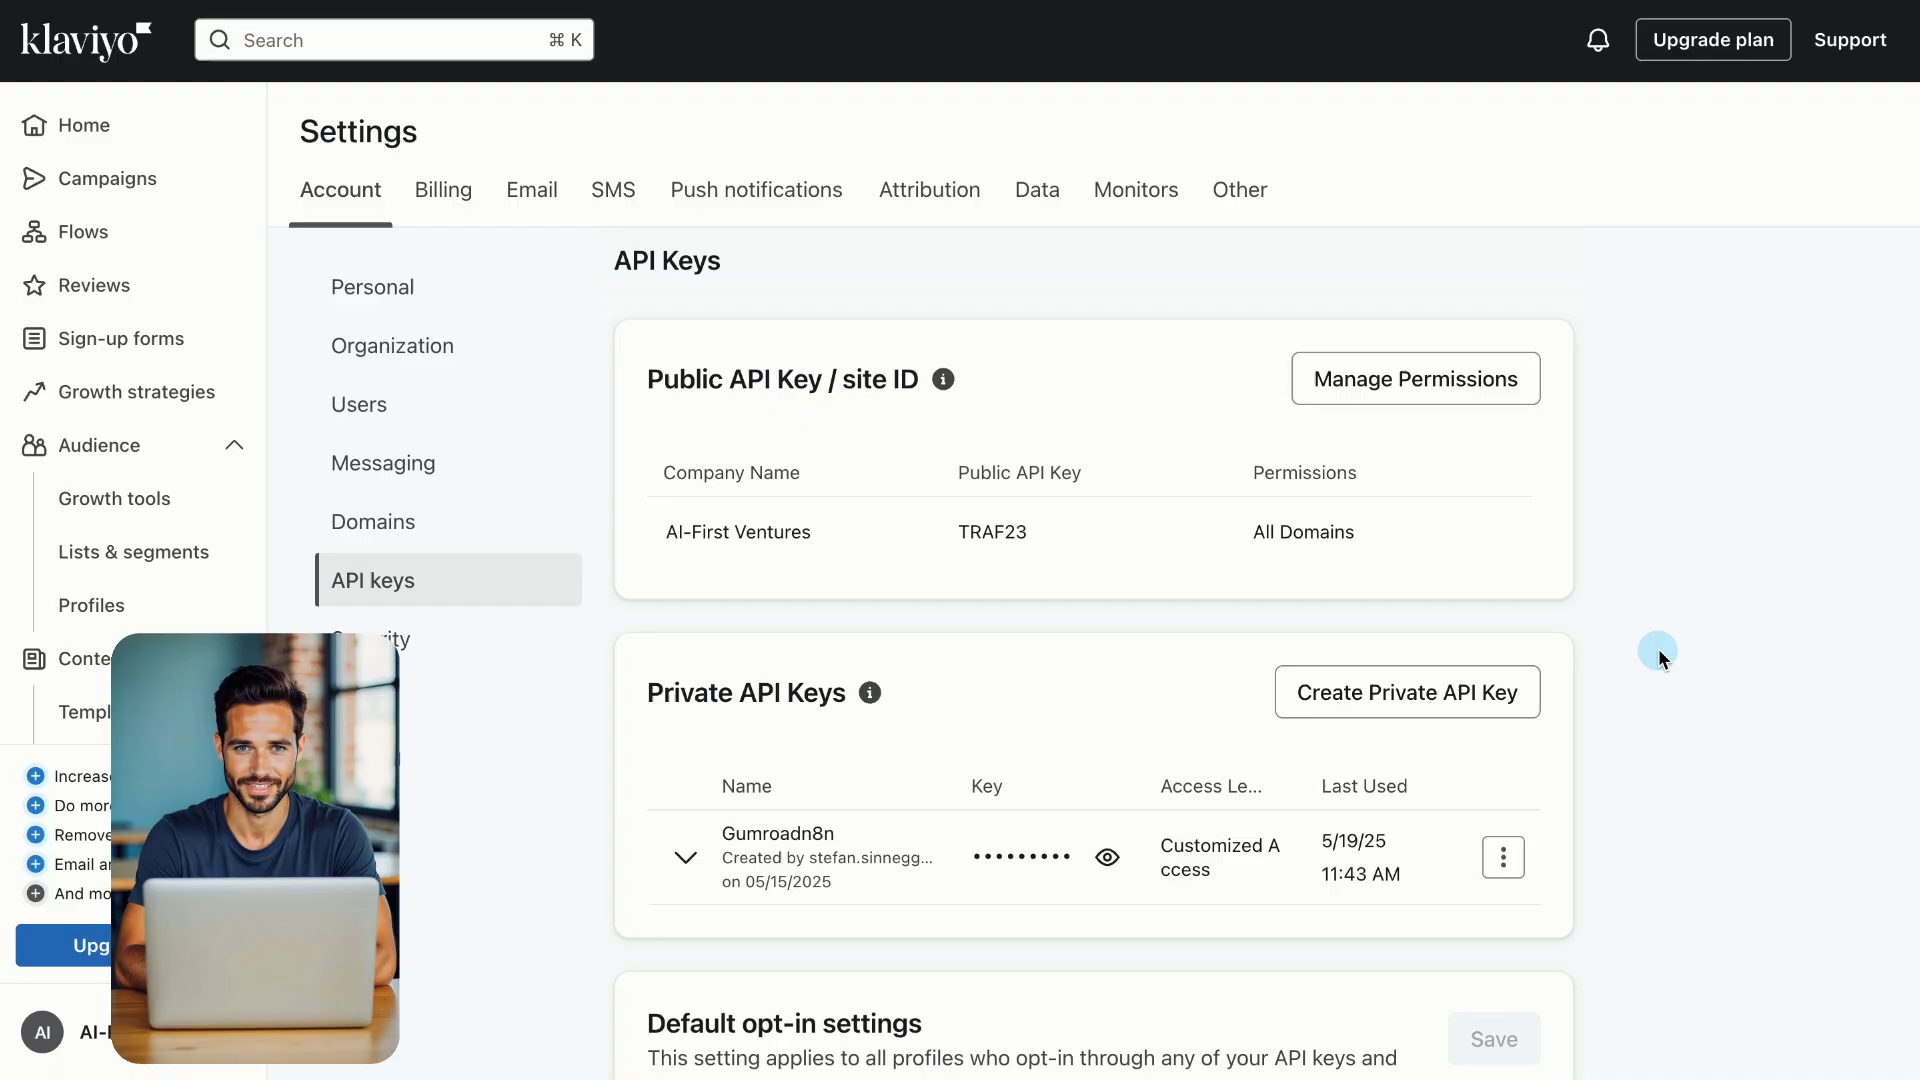 klaviyo
Search ⌘ K
Upgrade plan
Support
Home
Campaigns
Flows
Reviews
Sign-up forms
Growth strategies
Audience
Growth tools
Lists & segments
Profiles
Conte
Templ
Increase
Do mor
Remove
Email a
And mo
Upg
AI
AI-F
Settings
Account
Billing
Email
SMS
Push notifications
Attribution
Data
Monitors
Other
Personal
Organization
Users
Messaging
Domains
API keys
API Keys
Public API Key / site ID
Manage Permissions
Company Name Public API Key Permissions
AI-First Ventures TRAF23 All Domains
Private API Keys
Create Private API Key
Name Key Access Le... Last Used
Gumroadn8n
Created by stefan.sinnegg...
on 05/15/2025
•••••••••
Customized A
ccess
5/19/25
11:43 AM
Default opt-in settings
This setting applies to all profiles who opt-in through any of your API keys and
Save